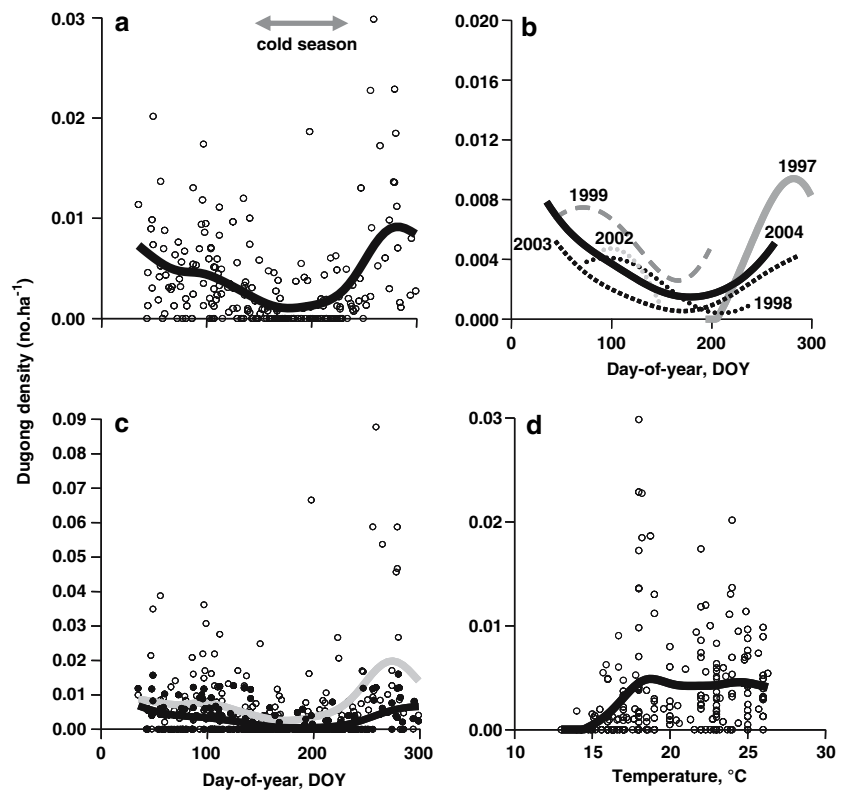 Dugong density (no.ha⁻¹)
a
cold season
0.03
0.02
0.01
0.00
b
0.020
0.016
0.012
0.008
0.004
0.000
1997
1999
2003
2002
2004
1998
0 100 200 300
Day-of-year, DOY
c
0.09
0.08
0.07
0.06
0.05
0.04
0.03
0.02
0.01
0.00
0 100 200 300
Day-of-year, DOY
d
0.03
0.02
0.01
0.00
10 15 20 25 30
Temperature, °C